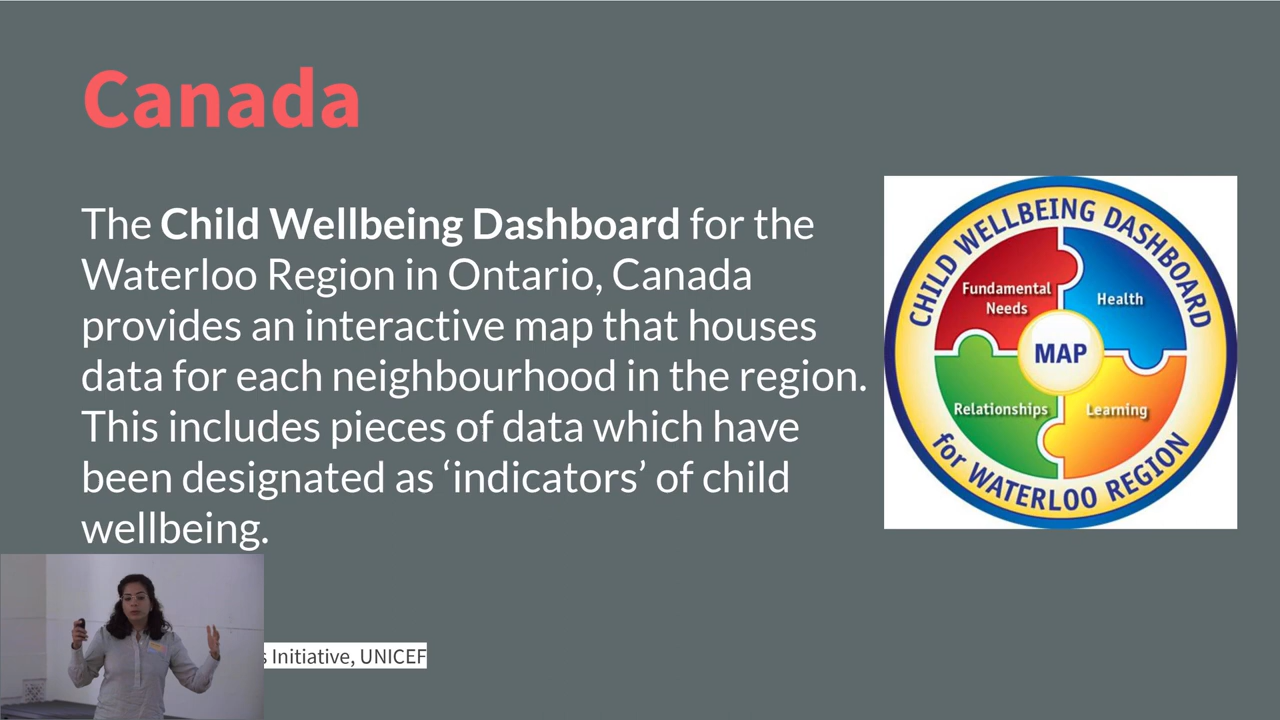 Canada
The Child Wellbeing Dashboard for the
Waterloo Region in Ontario, Canada
provides an interactive map that houses
data for each neighbourhood in the region.
This includes pieces of data which have
been designated as ‘indicators’ of child
wellbeing.
CHILD WELLBEING DASHBOARD
Fundamental
Needs
Health
MAP
Relationships
Learning
for WATERLOO REGION
Initiative, UNICEF